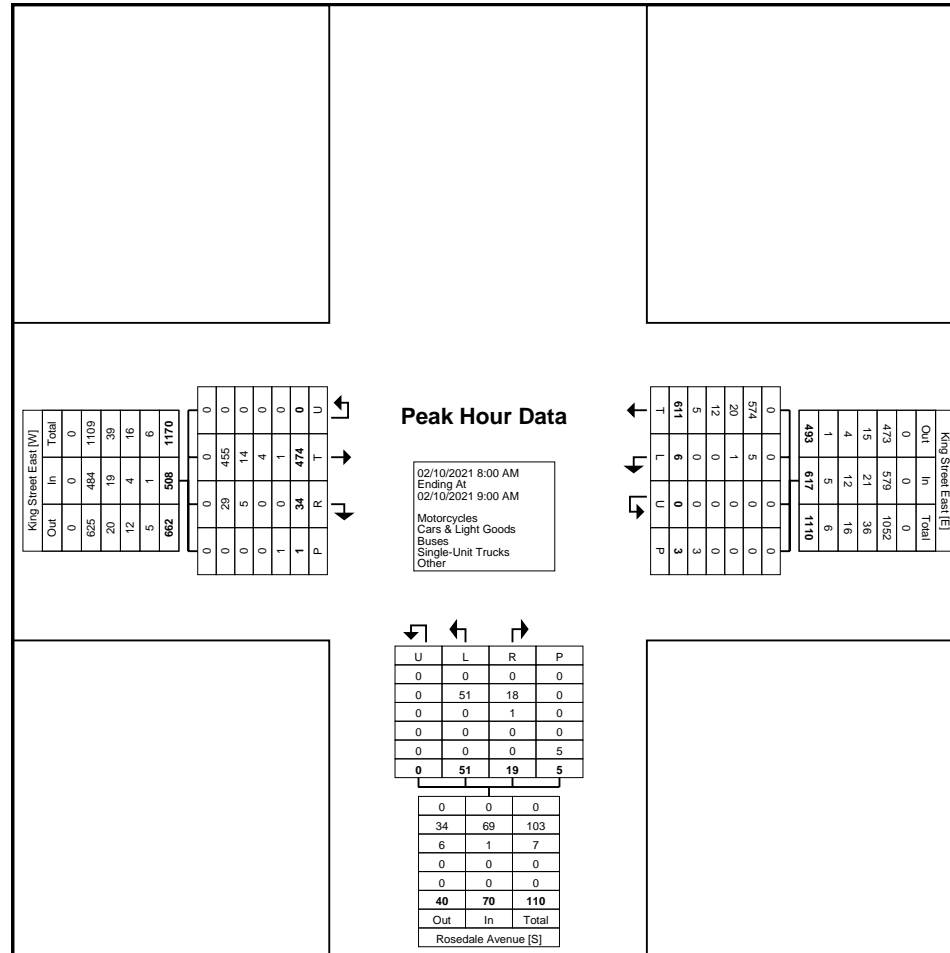 Peak Hour Data
02/10/2021 8:00 AM
Ending At
02/10/2021 9:00 AM
Motorcycles
Cars & Light Goods
Buses
Single-Unit Trucks
Other
U T R P
0 474 34 1
0 1 0 1
0 4 0 0
0 14 5 0
0 455 29 0
0 0 0 0
1170 508 662
6 1 5
16 4 12
39 19 20
1109 484 625
0 0 0
Total In Out
King Street East [W]
King Street East [E]
Out In Total
0 0 0
473 579 1052
15 21 36
4 12 16
1 5 6
493 617 1110
0 0 0 0
574 5 0 0
20 1 0 0
12 0 0 0
5 0 0 3
611 6 0 3
T L U P
U L R P
0 0 0 0
0 51 18 0
0 0 1 0
0 0 0 0
0 0 0 5
0 51 19 5
0 0 0
34 69 103
6 1 7
0 0 0
0 0 0
40 70 110
Out In Total
Rosedale Avenue [S]